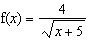 f(x) = 4/√(x + 5)